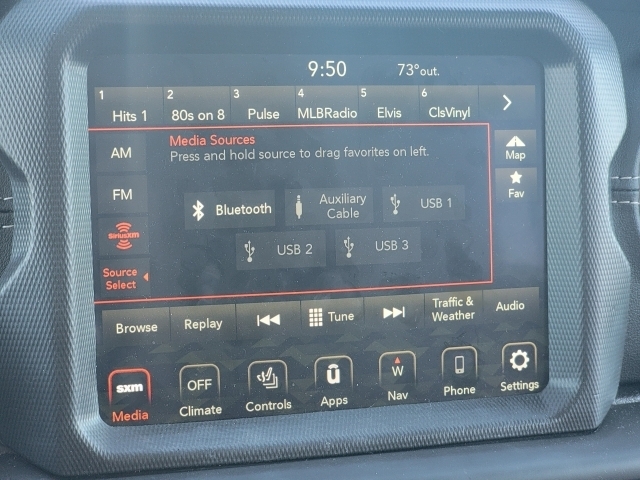 9:50 73°out.
1 2 3 4 5 6
Hits 1 80s on 8 Pulse MLBRadio Elvis ClsVinyl
AM
FM
SiriusXM
Source
Select
Media Sources
Press and hold source to drag favorites on left.
Bluetooth
Auxiliary
Cable
USB 1
USB 2
USB 3
Map
Fav
Browse Replay Tune
Traffic &
Weather
Audio
sxm
Media
OFF
Climate
Controls
Apps
W
Nav
Phone
Settings